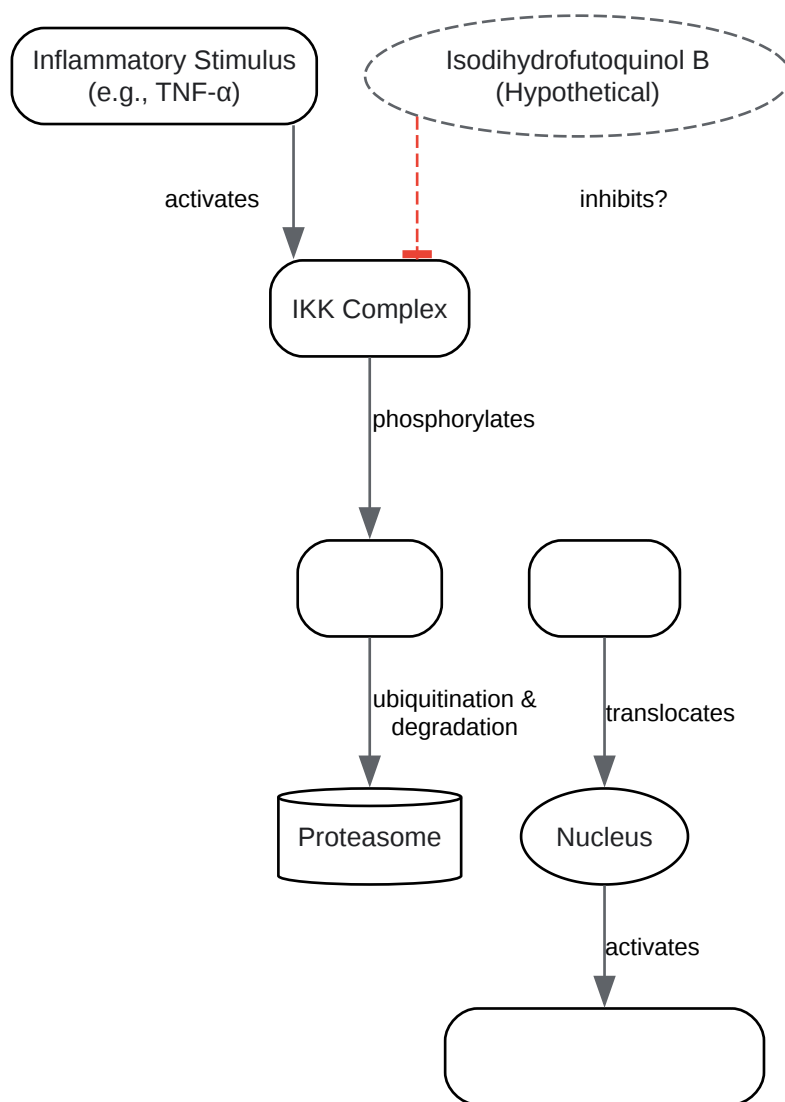 Inflammatory Stimulus
(e.g., TNF-α)
Isodihydrofutoquinol B
(Hypothetical)
activates
inhibits?
IKK Complex
phosphorylates
ubiquitination &
degradation
translocates
Proteasome
Nucleus
activates